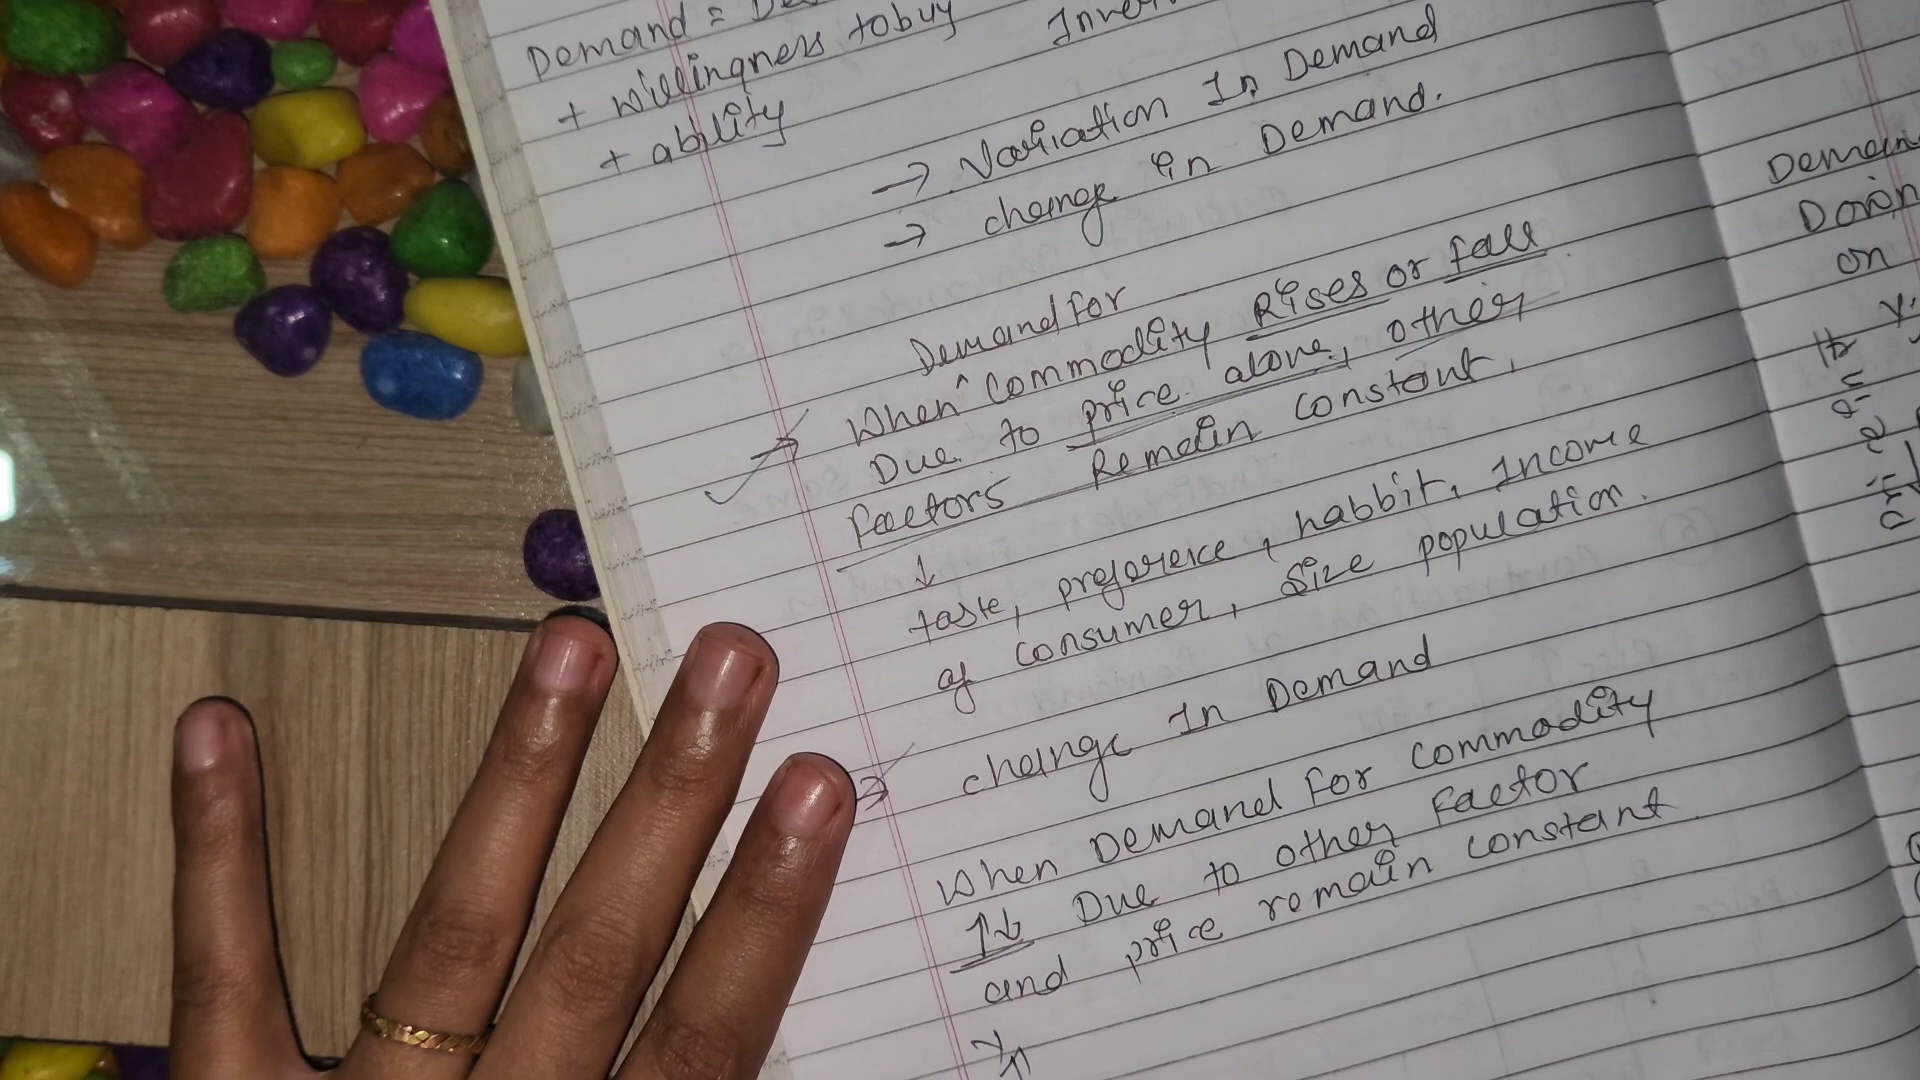 Demand =
+ willingness to buy
+ ability
→ Variation In Demand
→ change in Demand.
Demand for
When ^ Commodity Rises or fall
Due to price alone, other
factors Remain constant.
↓
taste, preference, habbit, Income
of consumer, Size population.
→ change In Demand
When Demand for commodity
↑↓ Due to other factor
and price remain constant
on